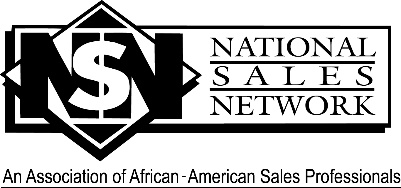 N$N
NATIONAL
SALES
NETWORK
An Association of African-American Sales Professionals